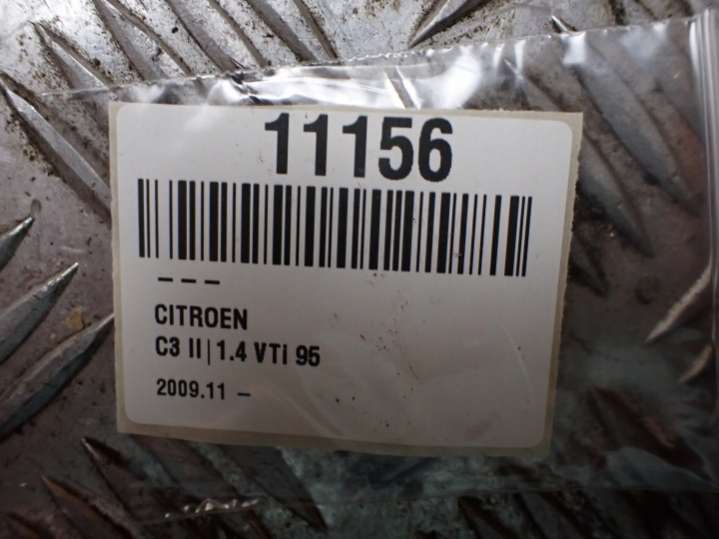 11156
– – –
CITROEN
C3 II | 1.4 VTi 95
2009.11 –